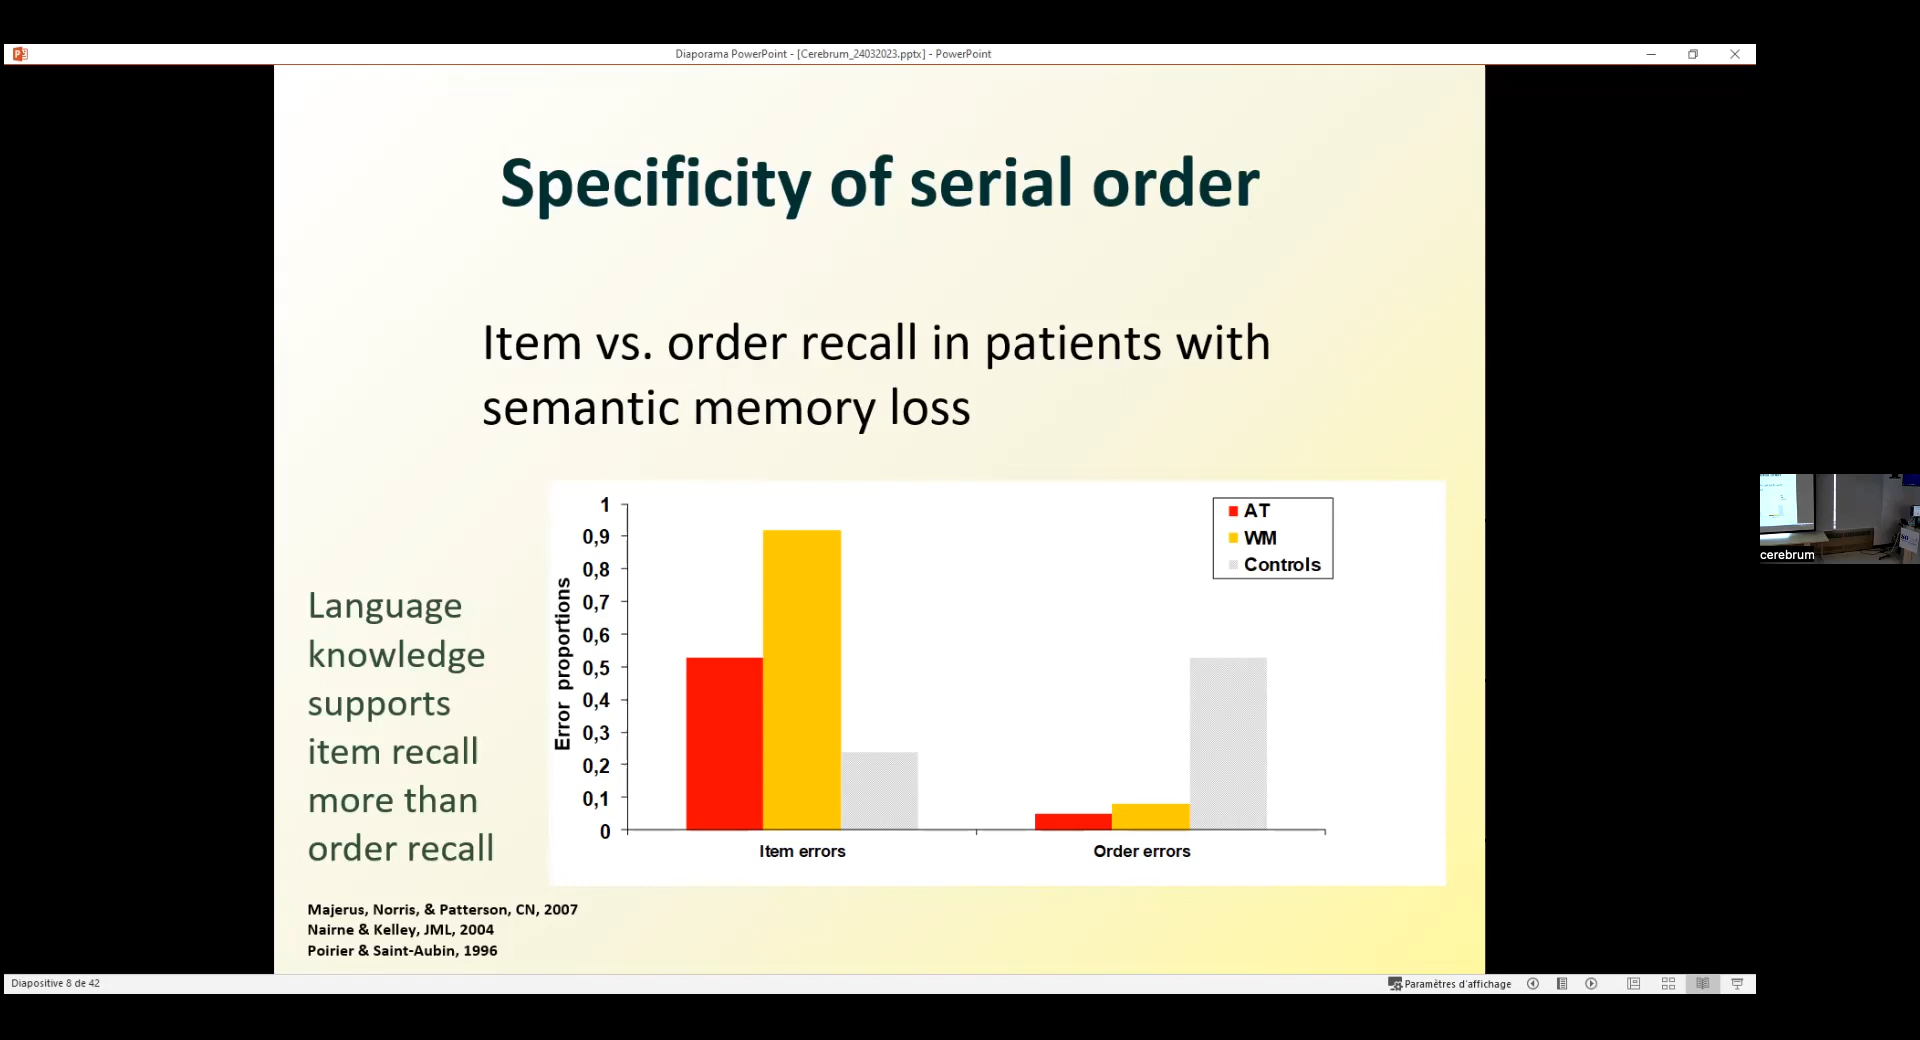 Diaporama PowerPoint - [Cerebrum_24032023.pptx] - PowerPoint
Specificity of serial order
Item vs. order recall in patients with
semantic memory loss
Language
knowledge
supports
item recall
more than
order recall
Error proportions
1
0,9
0,8
0,7
0,6
0,5
0,4
0,3
0,2
0,1
0
Item errors
Order errors
AT
WM
Controls
Majerus, Norris, & Patterson, CN, 2007
Nairne & Kelley, JML, 2004
Poirier & Saint-Aubin, 1996
cerebrum
Diapositive 8 de 42
Paramètres d'affichage